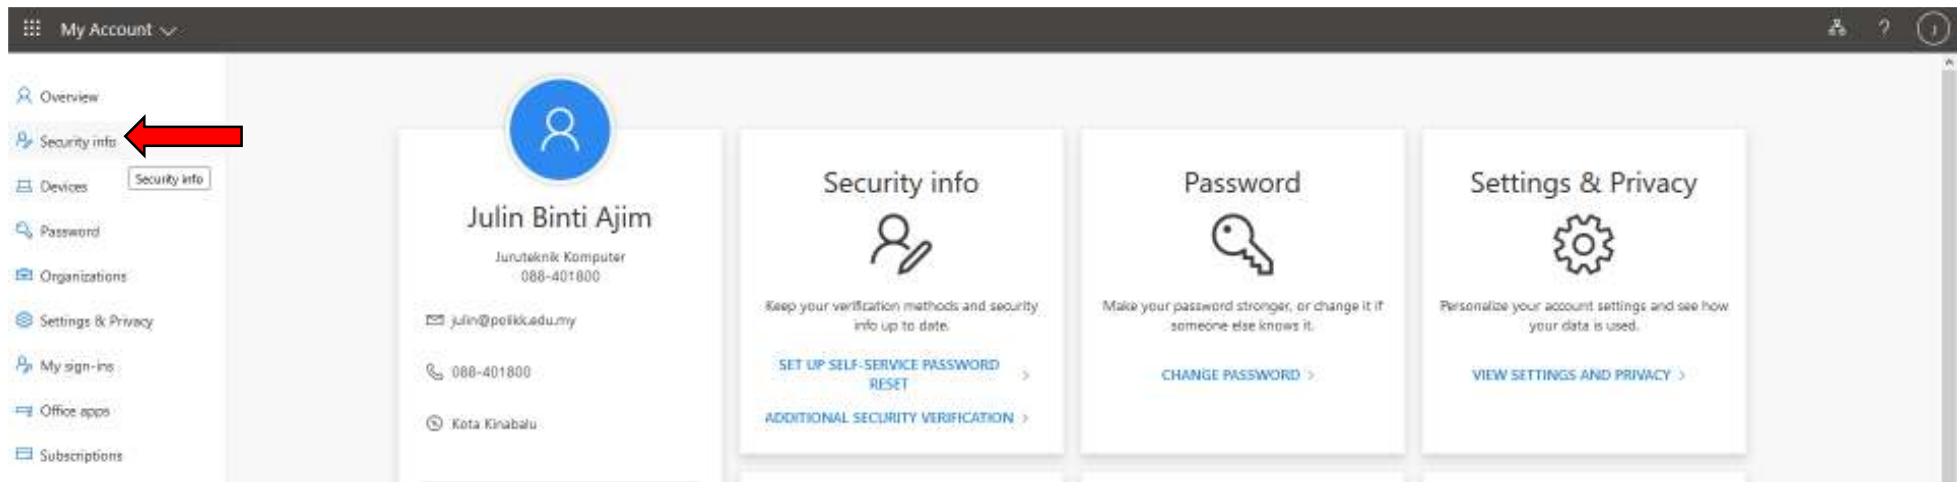 My Account
?
J
Overview
Security info
Devices
Security info
Password
Organizations
Settings & Privacy
My sign-ins
Office apps
Subscriptions
Julin Binti Ajim
Juruteknik Komputer
088-401800
julin@polikk.edu.my
088-401800
Kota Kinabalu
Security info
Keep your verification methods and security
info up to date.
SET UP SELF-SERVICE PASSWORD
RESET
ADDITIONAL SECURITY VERIFICATION
Password
Make your password stronger, or change it if
someone else knows it.
CHANGE PASSWORD
Settings & Privacy
Personalize your account settings and see how
your data is used.
VIEW SETTINGS AND PRIVACY